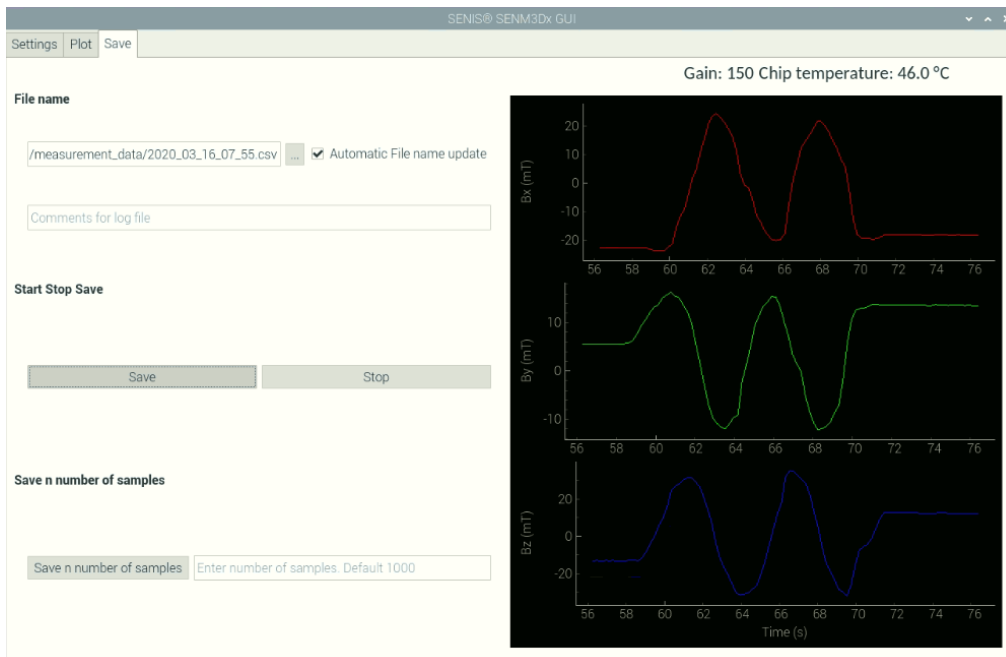 SENIS® SENM3Dx GUI
Settings Plot Save
Gain: 150 Chip temperature: 46.0 °C
File name
/measurement_data/2020_03_16_07_55.csv ... Automatic File name update
Comments for log file
Start Stop Save
Save Stop
Save n number of samples
Save n number of samples Enter number of samples. Default 1000
Bx (mT)
20
10
0
-10
-20
56 58 60 62 64 66 68 70 72 74 76
By (mT)
10
0
-10
56 58 60 62 64 66 68 70 72 74 76
Bz (mT)
20
0
-20
56 58 60 62 64 66 68 70 72 74 76
Time (s)